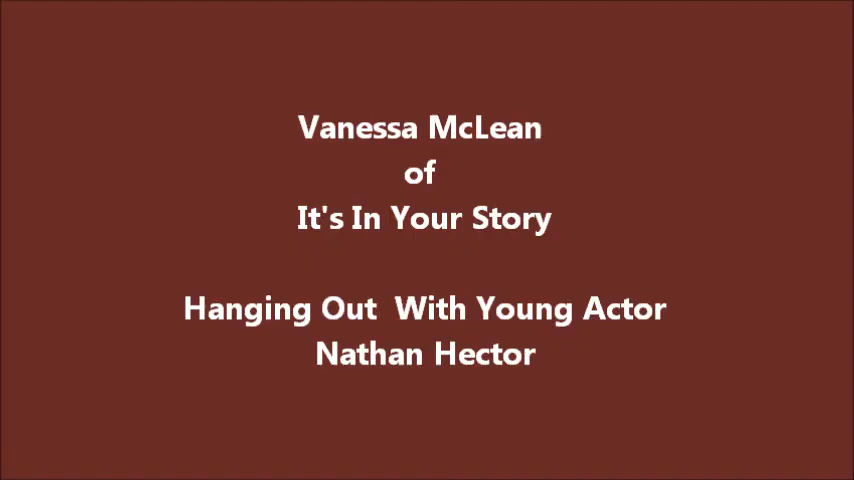 Vanessa McLean
of
It's In Your Story
Hanging Out  With Young Actor
Nathan Hector